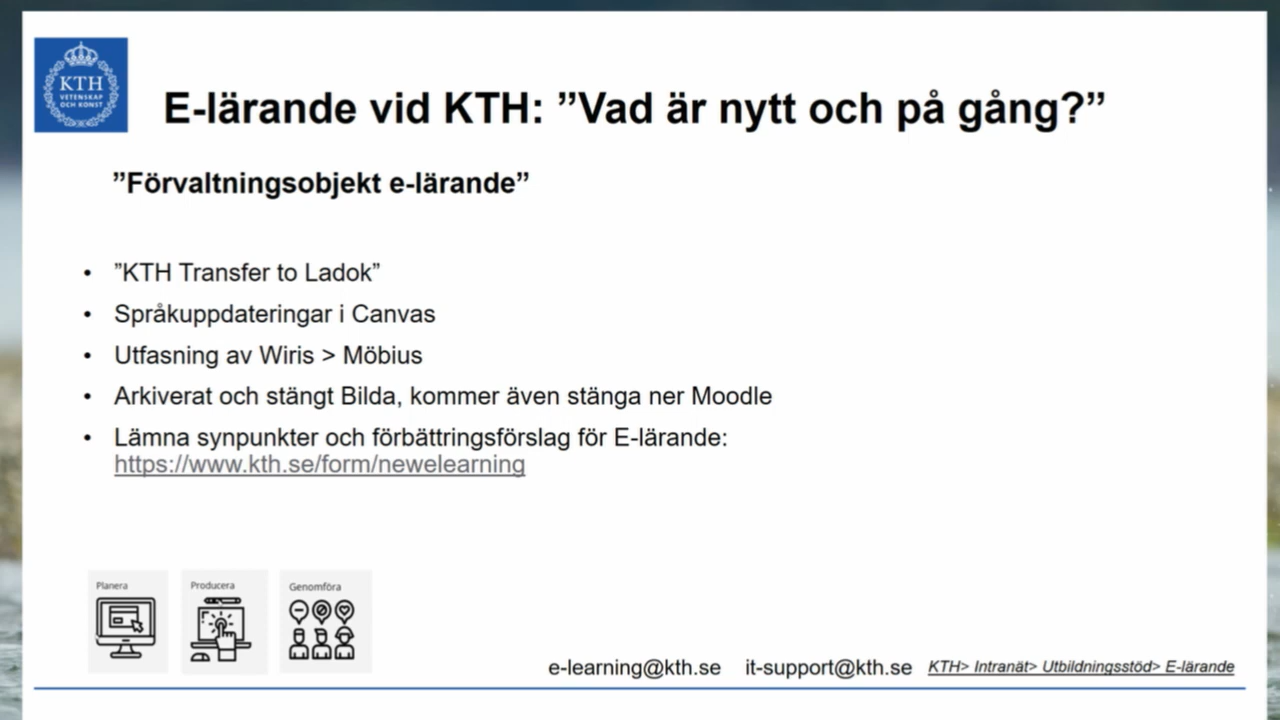 KTH
VETENSKAP
OCH KONST
E-lärande vid KTH: ”Vad är nytt och på gång?”
”Förvaltningsobjekt e-lärande”
• ”KTH Transfer to Ladok”
• Språkuppdateringar i Canvas
• Utfasning av Wiris > Möbius
• Arkiverat och stängt Bilda, kommer även stänga ner Moodle
• Lämna synpunkter och förbättringsförslag för E-lärande:
https://www.kth.se/form/newelearning
Planera
Producera
Genomföra
e-learning@kth.se it-support@kth.se KTH> Intranät> Utbildningsstöd> E-lärande